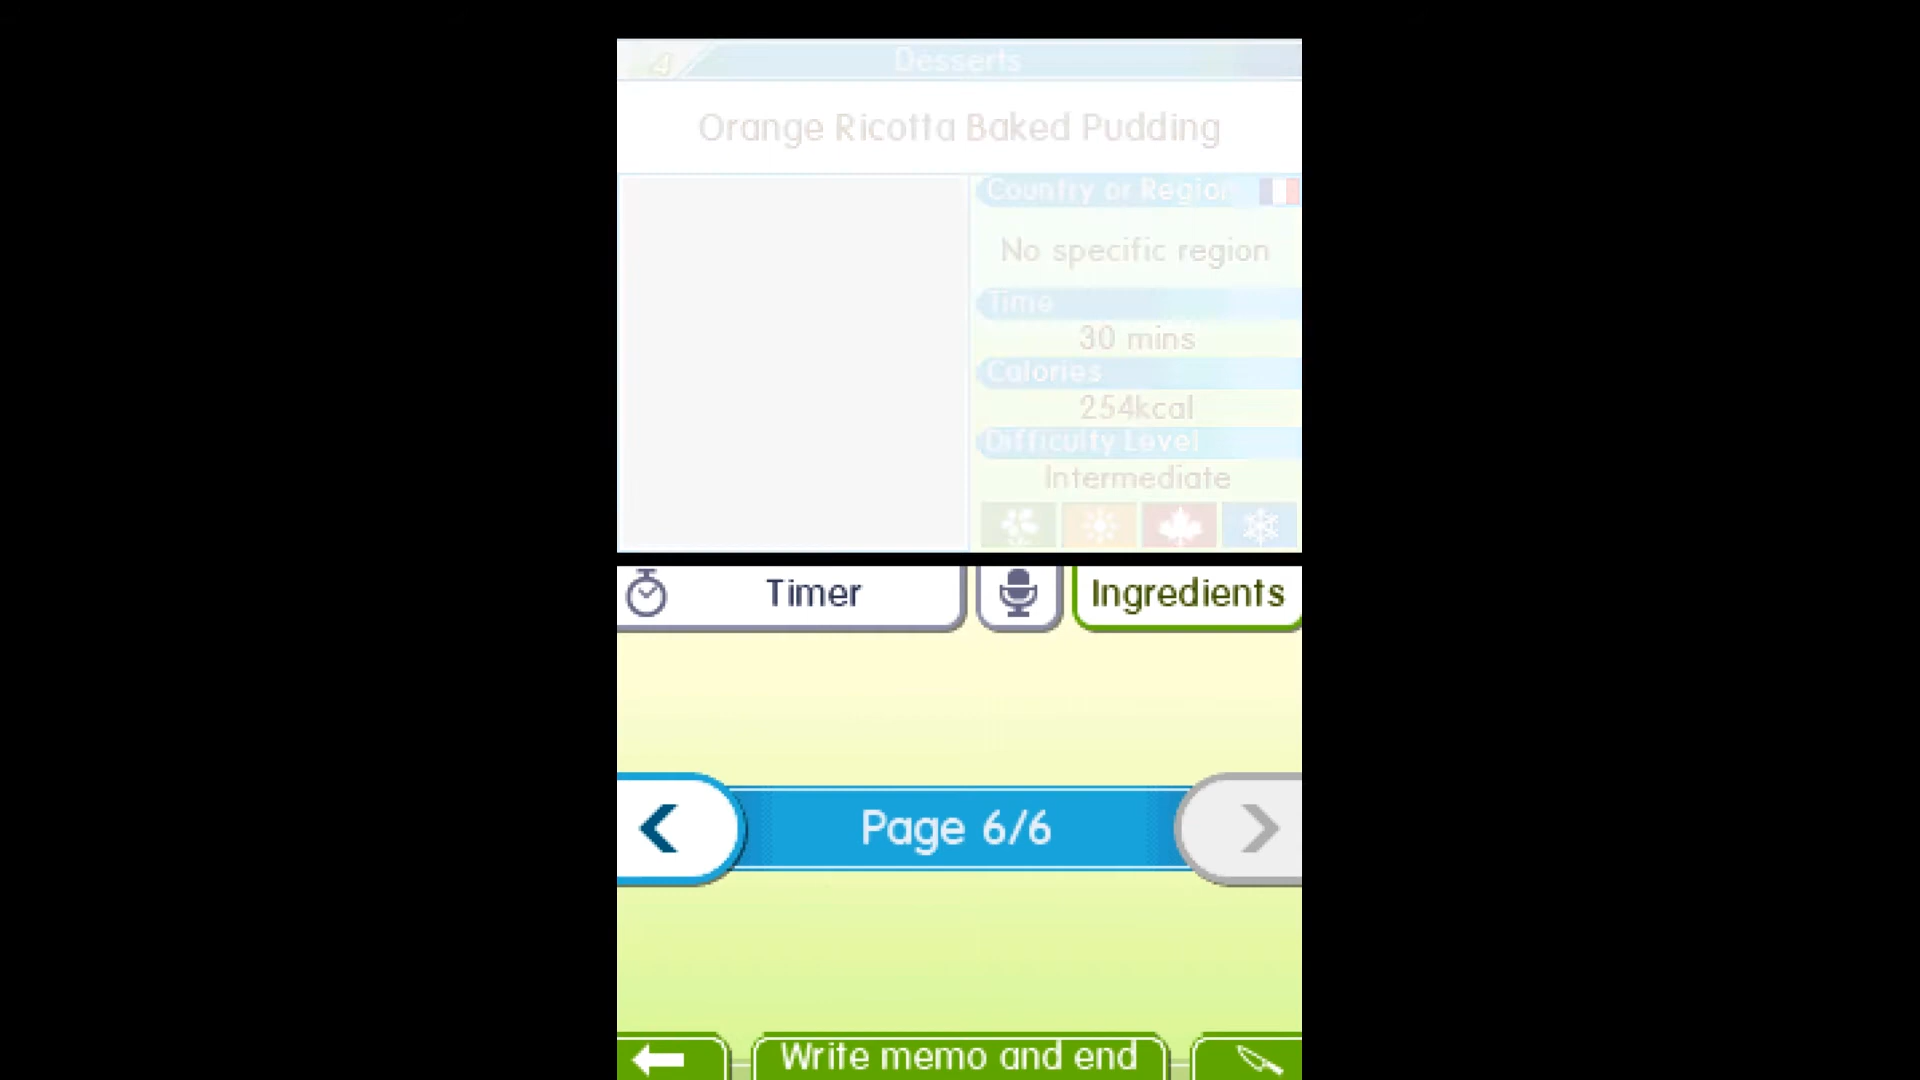 4
Desserts
Orange Ricotta Baked Pudding
Country or Region
No specific region
Time
30 mins
Calories
254kcal
Difficulty Level
Intermediate
Timer
Ingredients
Page 6/6
Write memo and end